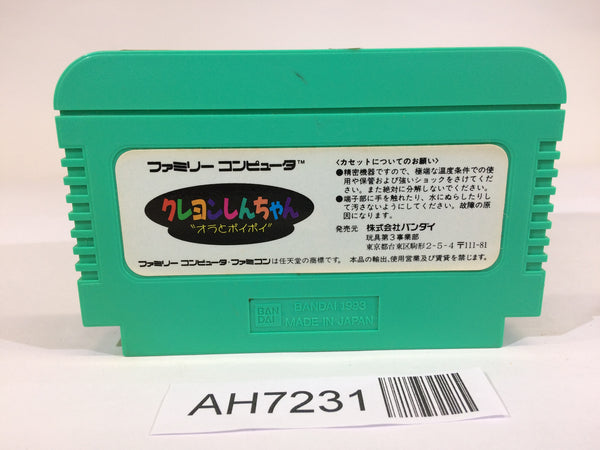 ファミリー コンピュータ™
クレヨンしんちゃん
"オラとポイポイ"
〈カセットについてのお願い〉
●精密機器ですので、極端な温度条件での使
用や保管および強いショックをさけてくださ
い。また絶対に分解しないでください。
●端子部に手を触れたり、水にぬらしたりし
て汚さないようにしてください。故障の原
因になります。
発売元 株式会社バンダイ
玩具第3事業部
東京都台東区駒形2-5-4 〒111-81
ファミリー コンピュータ・ファミコンは任天堂の商標です。 本品の輸出、使用営業及び賃貸を禁じます。
BAN
DAI
BANDAI 1993
MADE IN JAPAN
AH7231